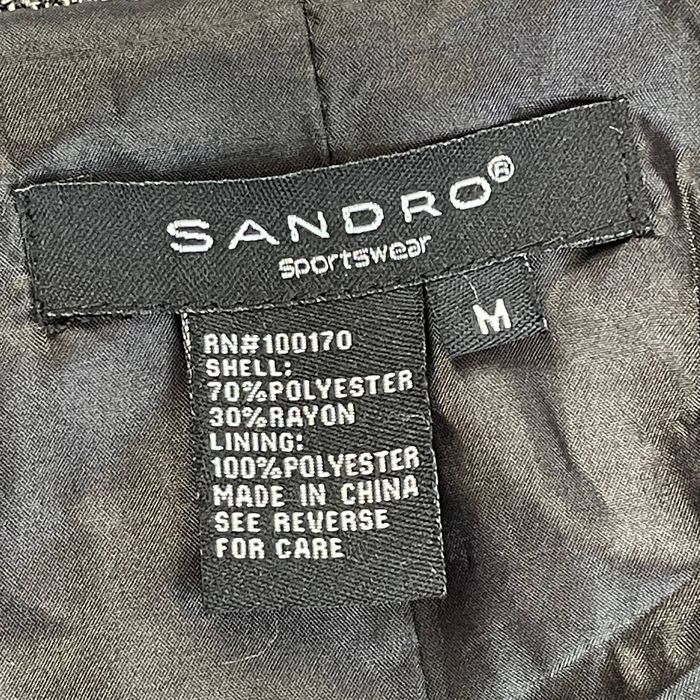 SANDRO®
Sportswear
M
RN#100170
SHELL:
70%POLYESTER
30%RAYON
LINING:
100%POLYESTER
MADE IN CHINA
SEE REVERSE
FOR CARE